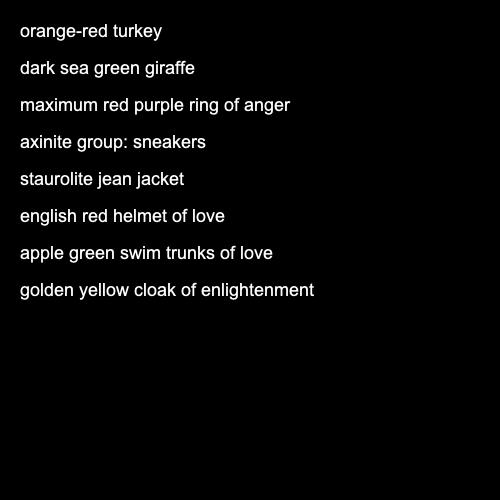 orange-red turkey
dark sea green giraffe
maximum red purple ring of anger
axinite group: sneakers
staurolite jean jacket
english red helmet of love
apple green swim trunks of love
golden yellow cloak of enlightenment